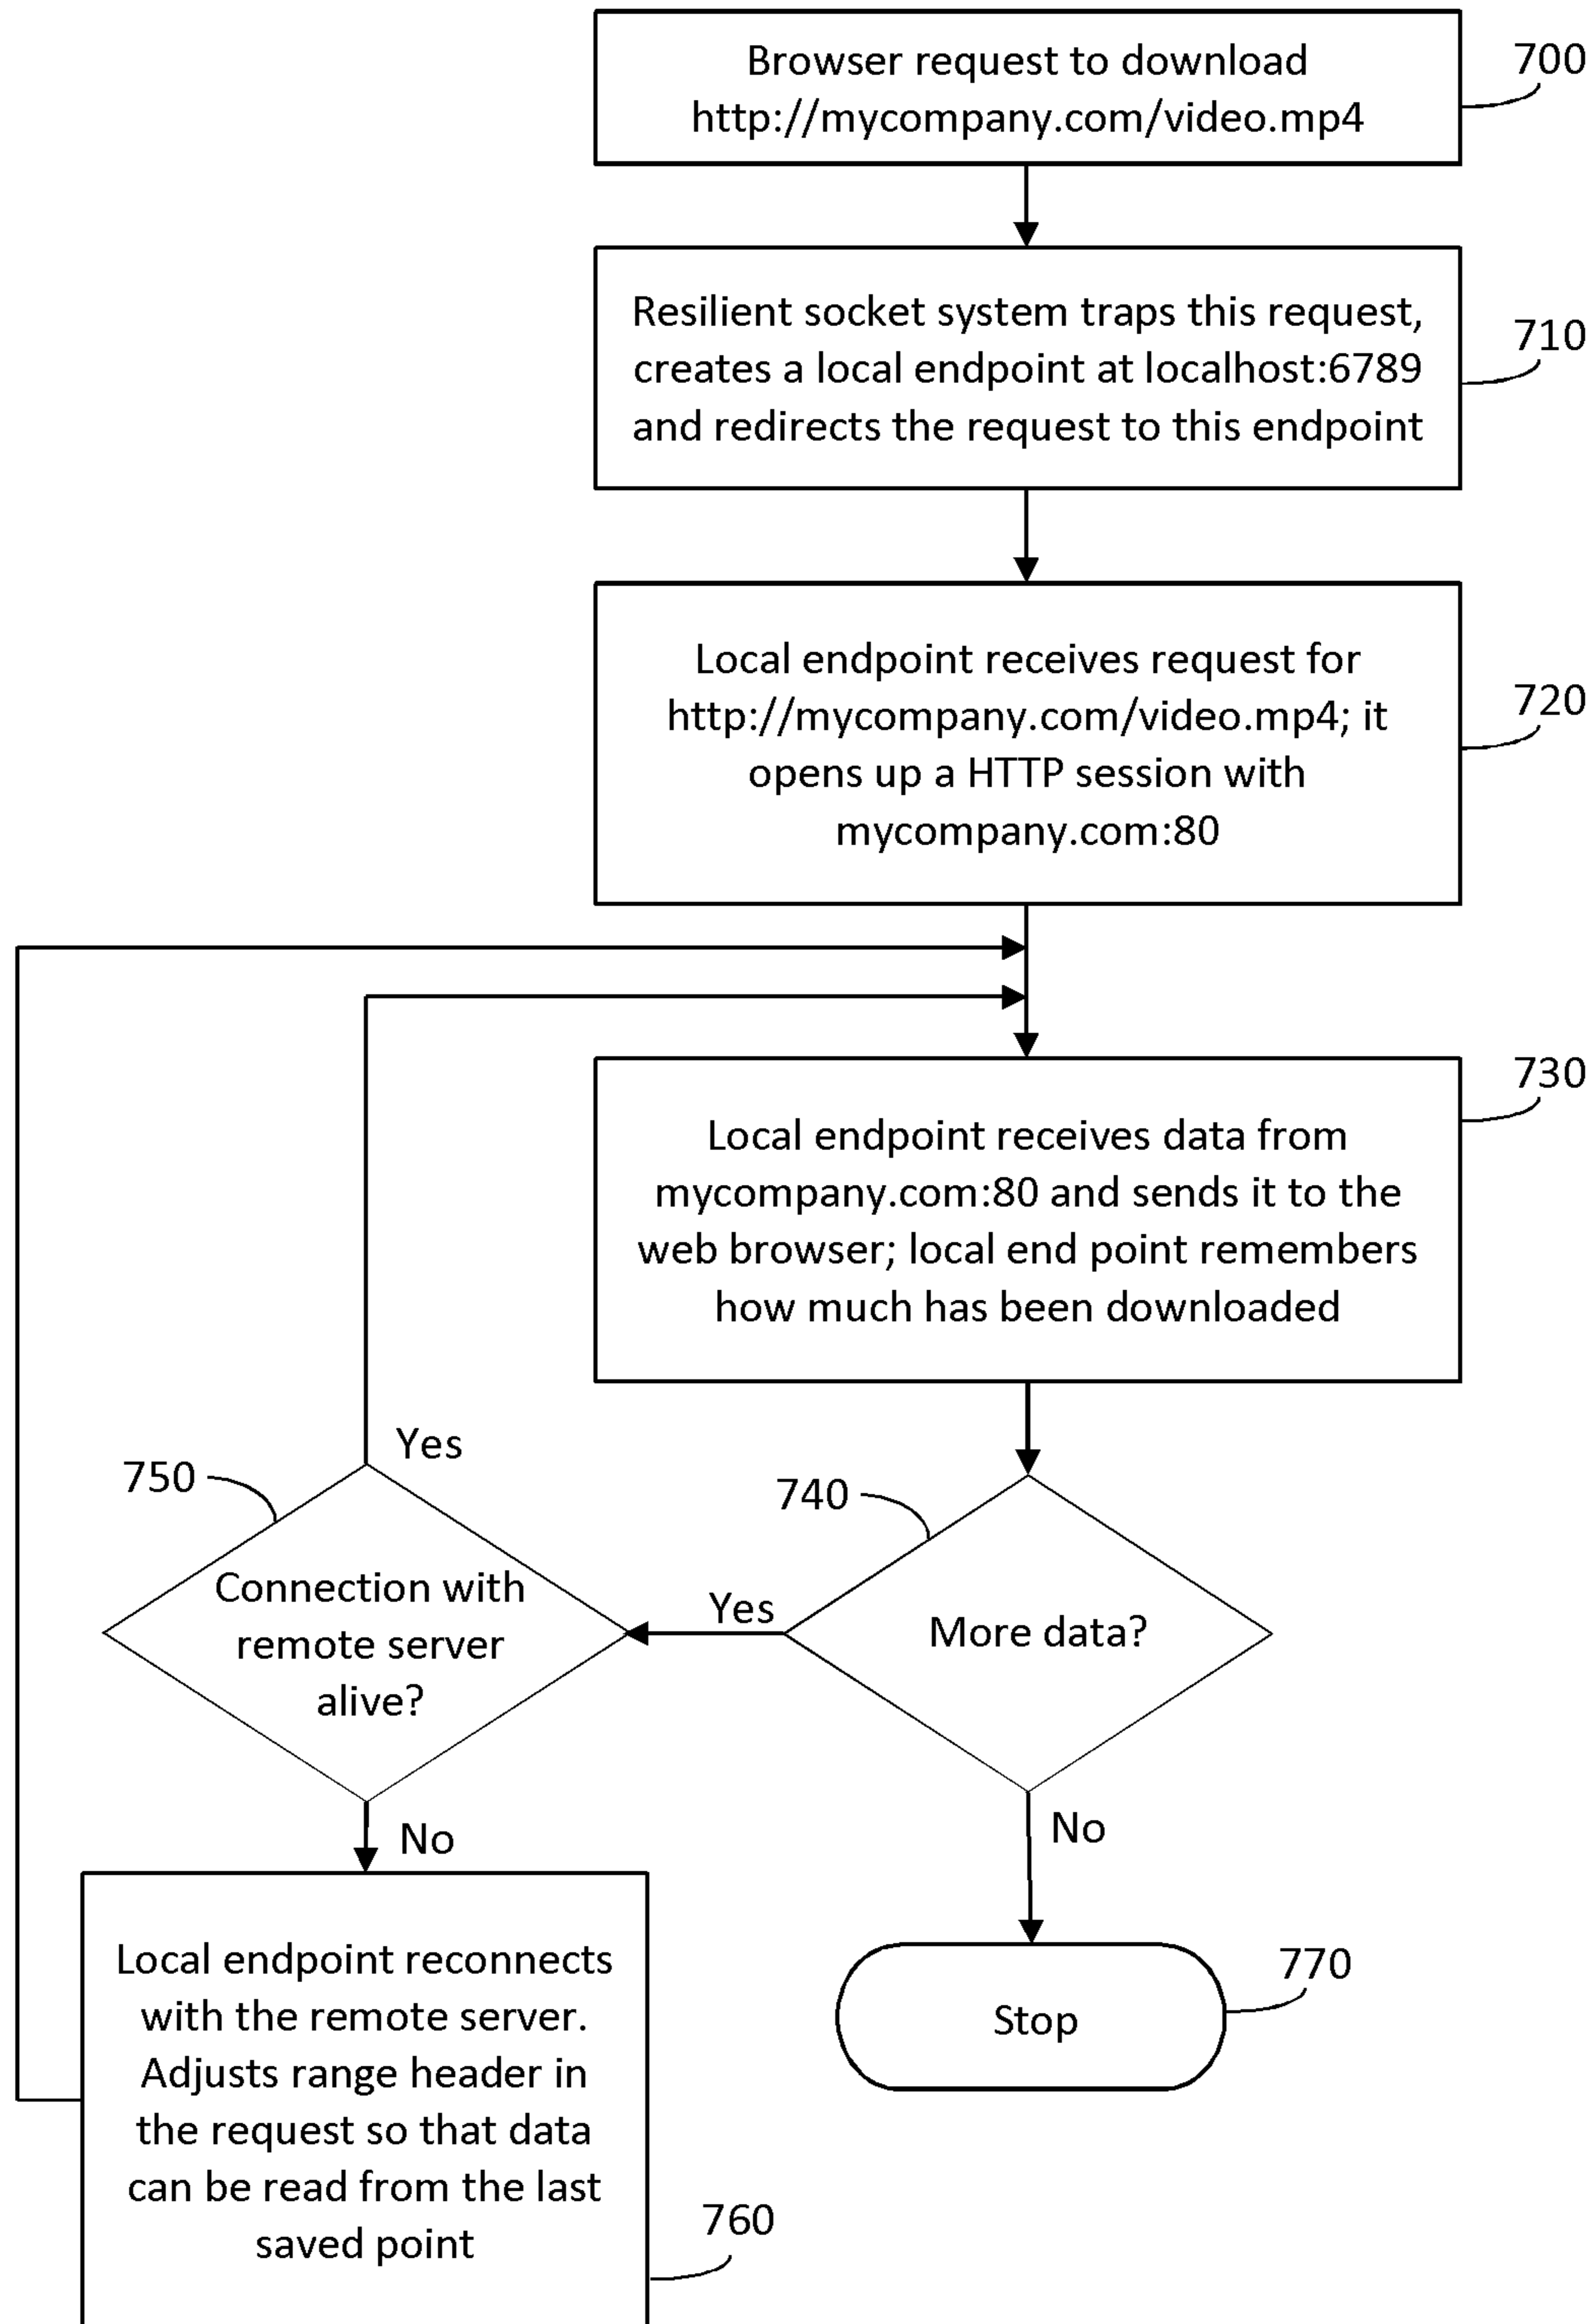 Browser request to download
http://mycompany.com/video.mp4
700
Resilient socket system traps this request,
creates a local endpoint at localhost:6789
and redirects the request to this endpoint
710
Local endpoint receives request for
http://mycompany.com/video.mp4; it
opens up a HTTP session with
mycompany.com:80
720
Local endpoint receives data from
mycompany.com:80 and sends it to the
web browser; local end point remembers
how much has been downloaded
730
More data?
740
Yes
Connection with
remote server
alive?
750
Yes
No
Local endpoint reconnects
with the remote server.
Adjusts range header in
the request so that data
can be read from the last
saved point
760
No
Stop
770